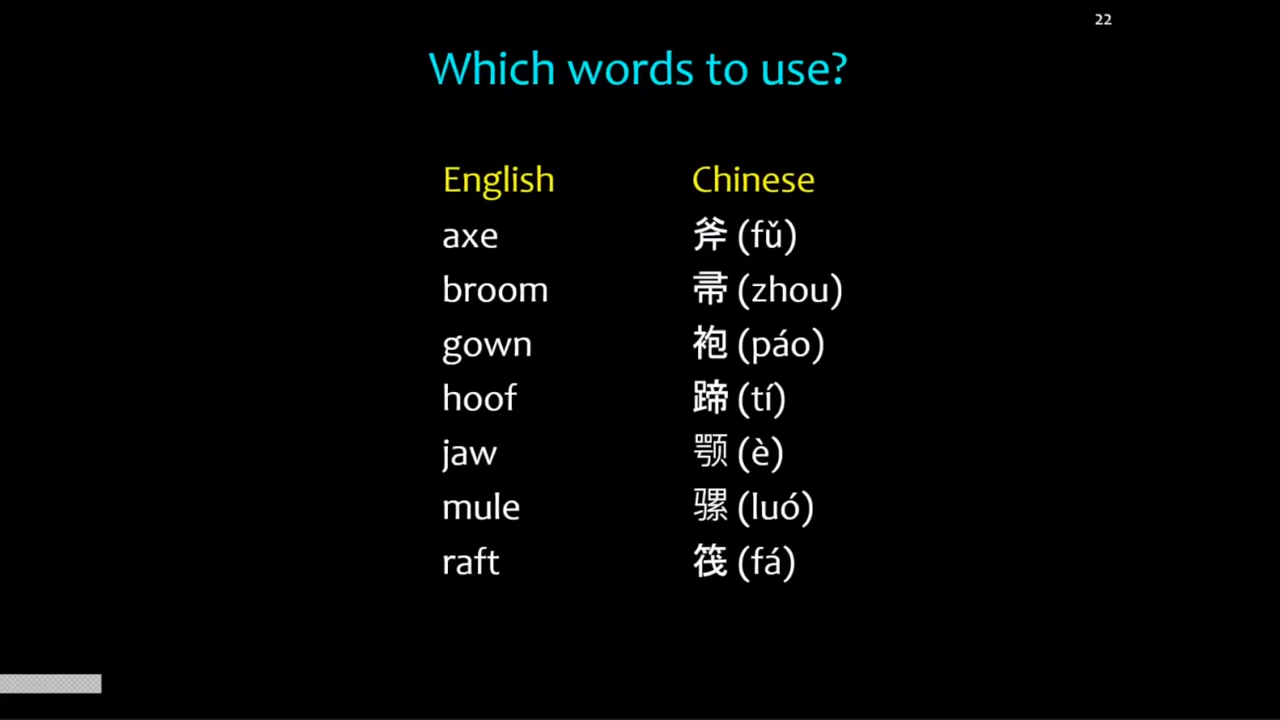 22
Which words to use?
English Chinese
axe 斧 (fǔ)
broom 帚 (zhou)
gown 袍 (páo)
hoof 蹄 (tí)
jaw 颚 (è)
mule 骡 (luó)
raft 筏 (fá)